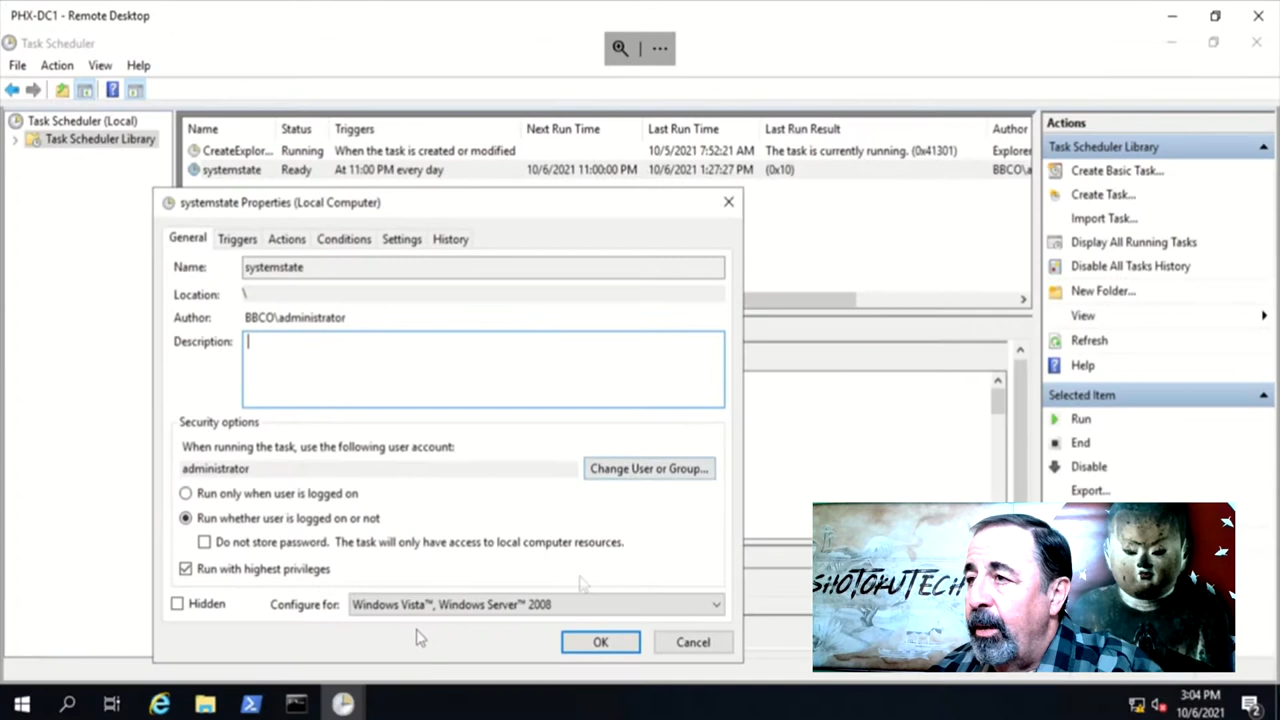 PHX-DC1 - Remote Desktop
Task Scheduler
File Action View Help
Task Scheduler (Local)
Task Scheduler Library
Name Status Triggers Next Run Time Last Run Time Last Run Result Author
CreateExplor... Running When the task is created or modified 10/5/2021 7:52:21 AM The task is currently running. (0x41301) Explorer
systemstate Ready At 11:00 PM every day 10/6/2021 11:00:00 PM 10/6/2021 1:27:27 PM (0x10) BBCO\a
systemstate Properties (Local Computer)
General Triggers Actions Conditions Settings History
Name: systemstate
Location: \
Author: BBCO\administrator
Description:
Security options
When running the task, use the following user account:
administrator Change User or Group...
Run only when user is logged on
Run whether user is logged on or not
Do not store password. The task will only have access to local computer resources.
Run with highest privileges
Hidden Configure for: Windows Vista™, Windows Server™ 2008
OK Cancel
Actions
Task Scheduler Library
Create Basic Task...
Create Task...
Import Task...
Display All Running Tasks
Disable All Tasks History
New Folder...
View
Refresh
Help
Selected Item
Run
End
Disable
Export...
SHOTOKUTECH
3:04 PM
10/6/2021
2